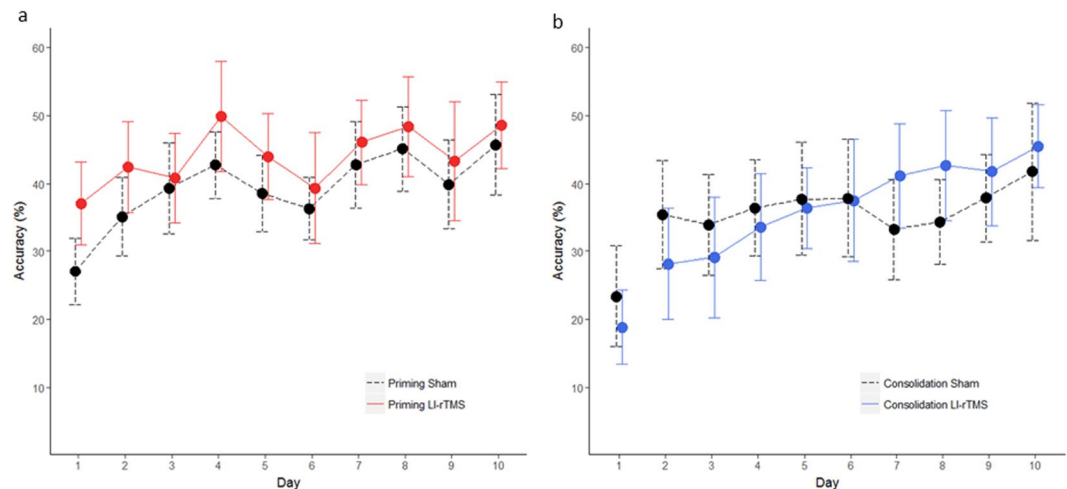 a
60
50
40
30
20
10
Accuracy (%)
Priming Sham
Priming LI-rTMS
1 2 3 4 5 6 7 8 9 10
Day
b
60
50
40
30
20
10
Accuracy (%)
Consolidation Sham
Consolidation LI-rTMS
1 2 3 4 5 6 7 8 9 10
Day